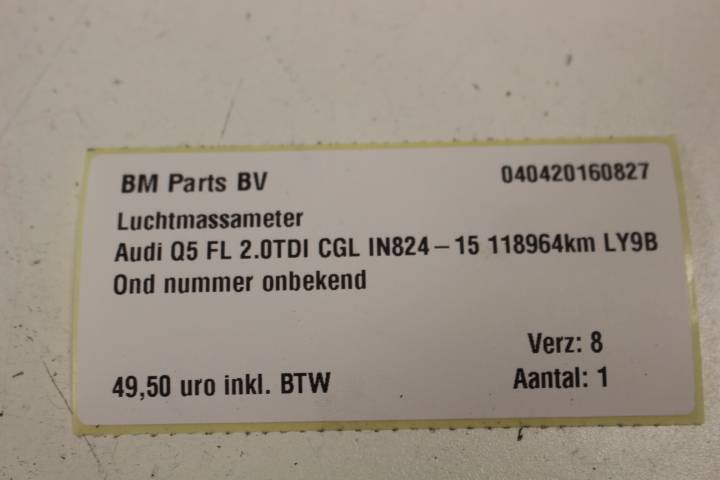 BM Parts BV 040420160827
Luchtmassameter
Audi Q5 FL 2.0TDI CGL IN824-15 118964km LY9B
Ond nummer onbekend
Verz: 8
49,50 uro inkl. BTW Aantal: 1